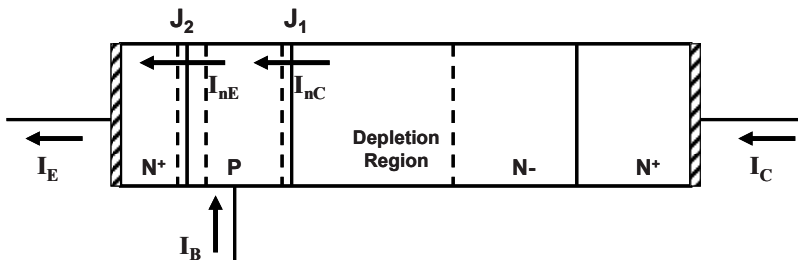 J2 J1
InE InC
Depletion
Region
IE N+ P N- N+ IC
IB